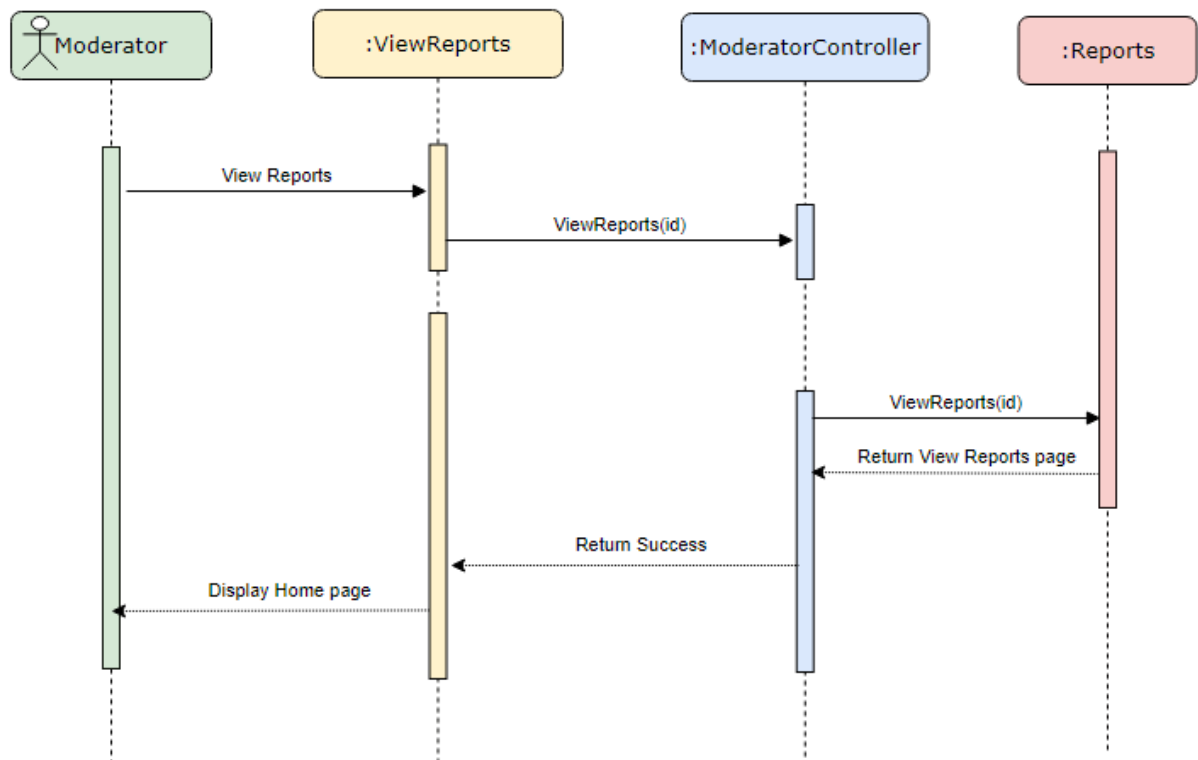 Moderator
:ViewReports
:ModeratorController
:Reports
View Reports
ViewReports(id)
ViewReports(id)
Return View Reports page
Return Success
Display Home page